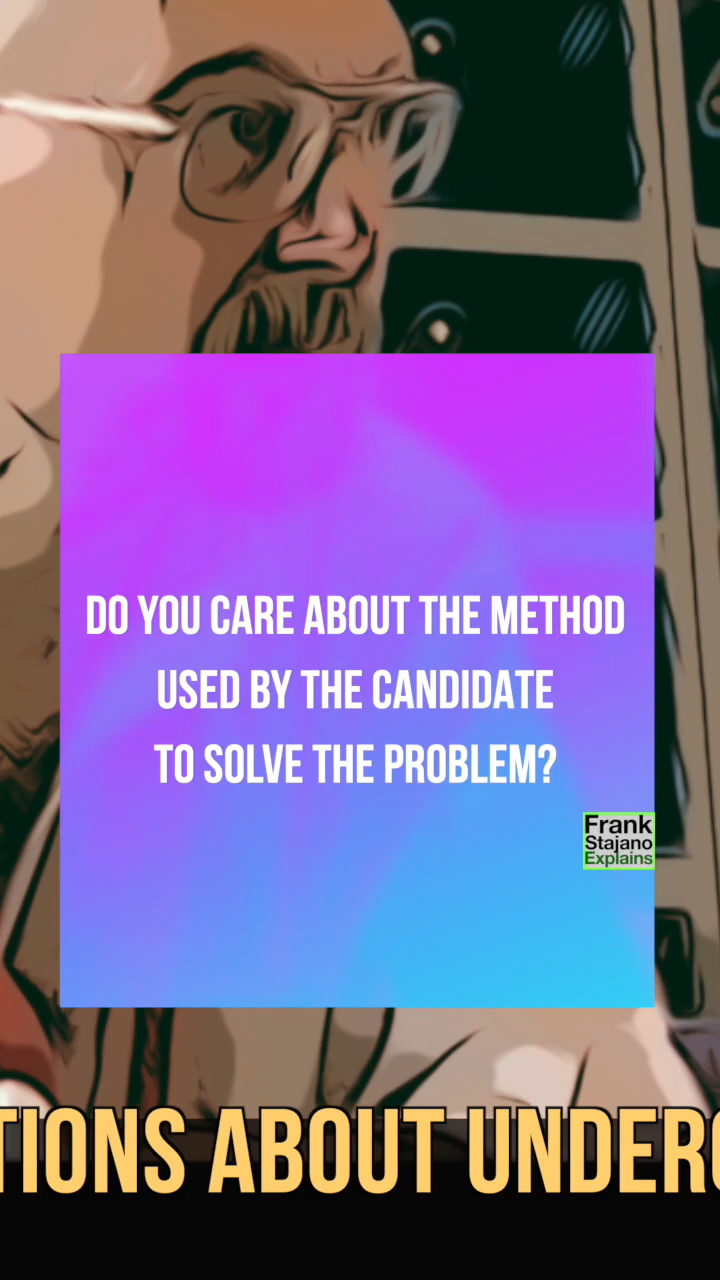 DO YOU CARE ABOUT THE METHOD
USED BY THE CANDIDATE
TO SOLVE THE PROBLEM?
Frank
Stajano
Explains
TIONS ABOUT UNDER